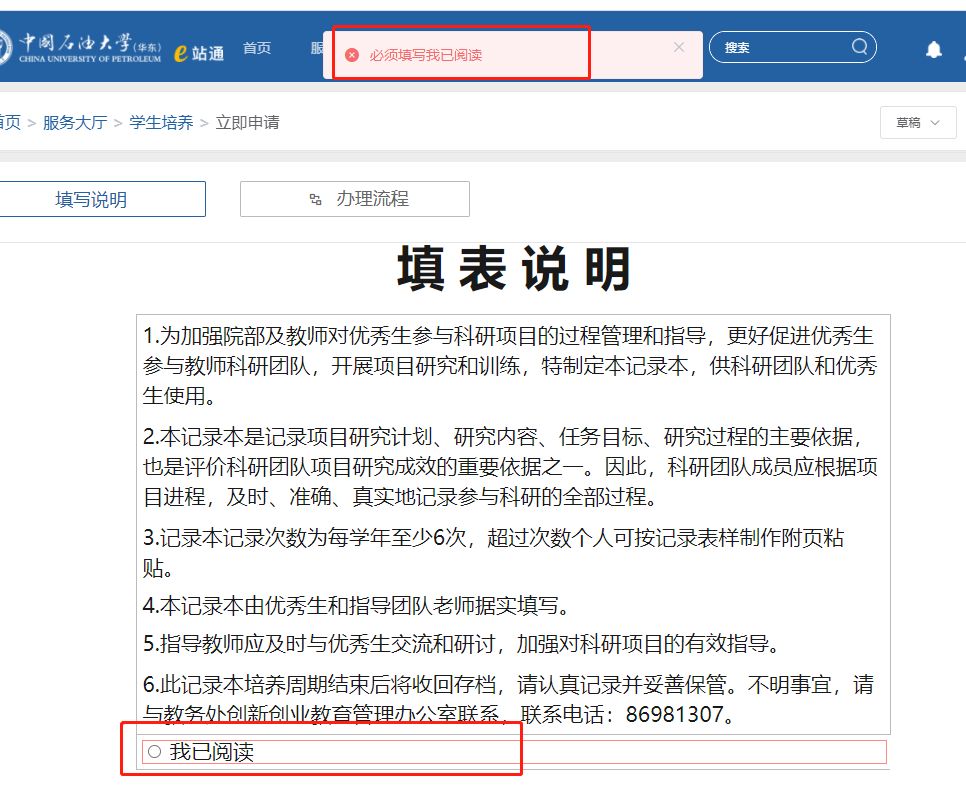 中国石油大学(华东)
CHINA UNIVERSITY OF PETROLEUM
e站通
首页
服
必须填写我已阅读
搜索
首页 > 服务大厅 > 学生培养 > 立即申请
草稿
填写说明
办理流程
填表说明
1.为加强院部及教师对优秀生参与科研项目的过程管理和指导，更好促进优秀生
参与教师科研团队，开展项目研究和训练，特制定本记录本，供科研团队和优秀
生使用。
2.本记录本是记录项目研究计划、研究内容、任务目标、研究过程的主要依据，
也是评价科研团队项目研究成效的重要依据之一。因此，科研团队成员应根据项
目进程，及时、准确、真实地记录参与科研的全部过程。
3.记录本记录次数为每学年至少6次，超过次数个人可按记录表样制作附页粘
贴。
4.本记录本由优秀生和指导团队老师据实填写。
5.指导教师应及时与优秀生交流和研讨，加强对科研项目的有效指导。
6.此记录本培养周期结束后将收回存档，请认真记录并妥善保管。不明事宜，请
与教务处创新创业教育管理办公室联系，联系电话：86981307。
我已阅读